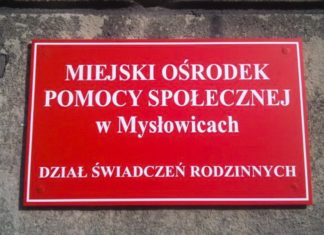 MIEJSKI OŚRODEK
POMOCY SPOŁECZNEJ
w Mysłowicach
DZIAŁ ŚWIADCZEŃ RODZINNYCH